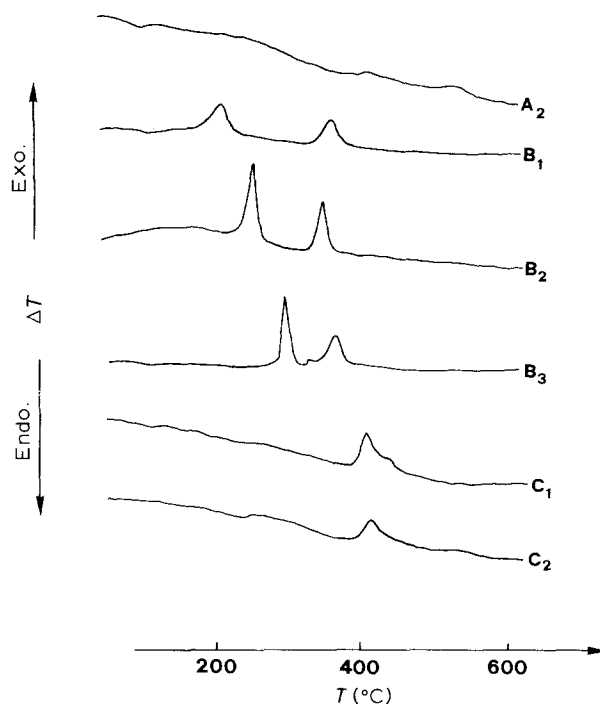 A₂
Exo.
B₁
B₂
ΔT
B₃
Endo.
C₁
C₂
200 400 600
T (°C)